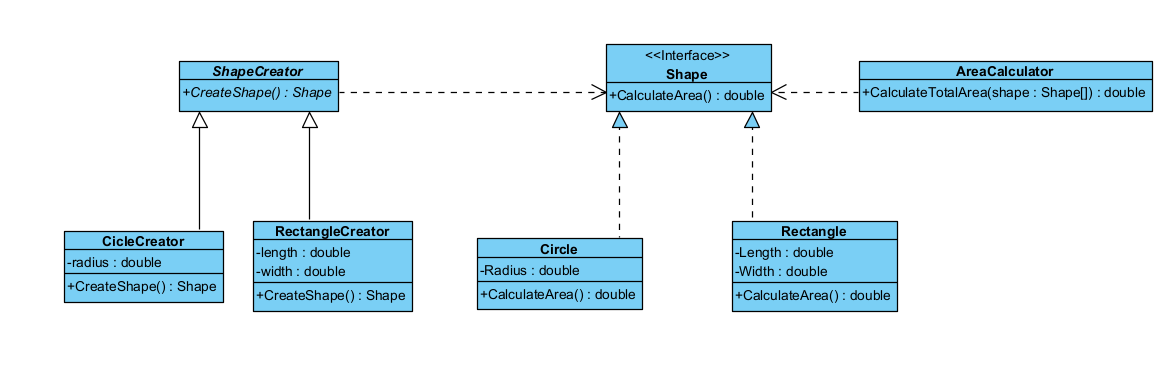 ShapeCreator
+CreateShape() : Shape
<<Interface>>
Shape
+CalculateArea() : double
AreaCalculator
+CalculateTotalArea(shape : Shape[]) : double
CicleCreator
-radius : double
+CreateShape() : Shape
RectangleCreator
-length : double
-width : double
+CreateShape() : Shape
Circle
-Radius : double
+CalculateArea() : double
Rectangle
-Length : double
-Width : double
+CalculateArea() : double